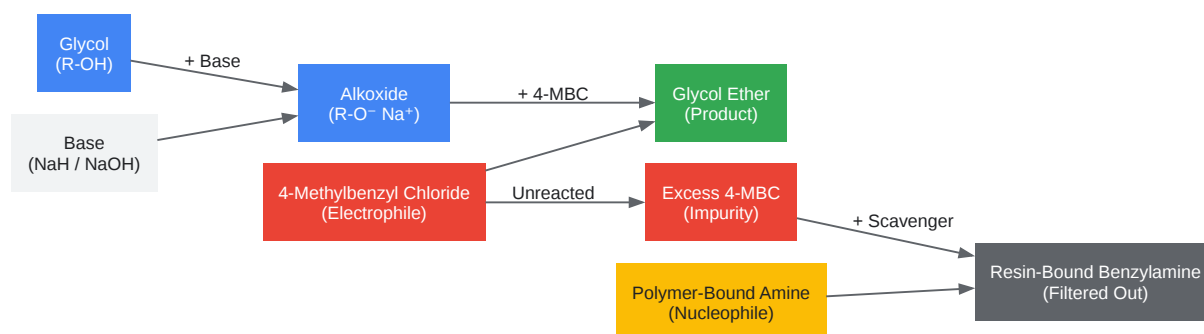 Glycol
(R-OH)
+ Base
Base
(NaH / NaOH)
Alkoxide
(R-O⁻ Na⁺)
+ 4-MBC
Glycol Ether
(Product)
4-Methylbenzyl Chloride
(Electrophile)
Unreacted
Excess 4-MBC
(Impurity)
+ Scavenger
Polymer-Bound Amine
(Nucleophile)
Resin-Bound Benzylamine
(Filtered Out)